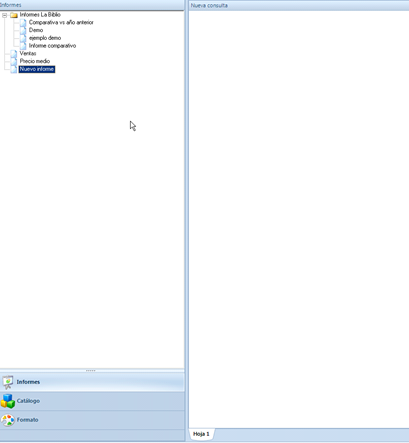 Informes
Informes La Biblio
Comparativa vs año anterior
Demo
ejemplo demo
Informe comparativo
Ventas
Precio medio
Nuevo informe
Informes
Catálogo
Formato
Nueva consulta
Hoja 1